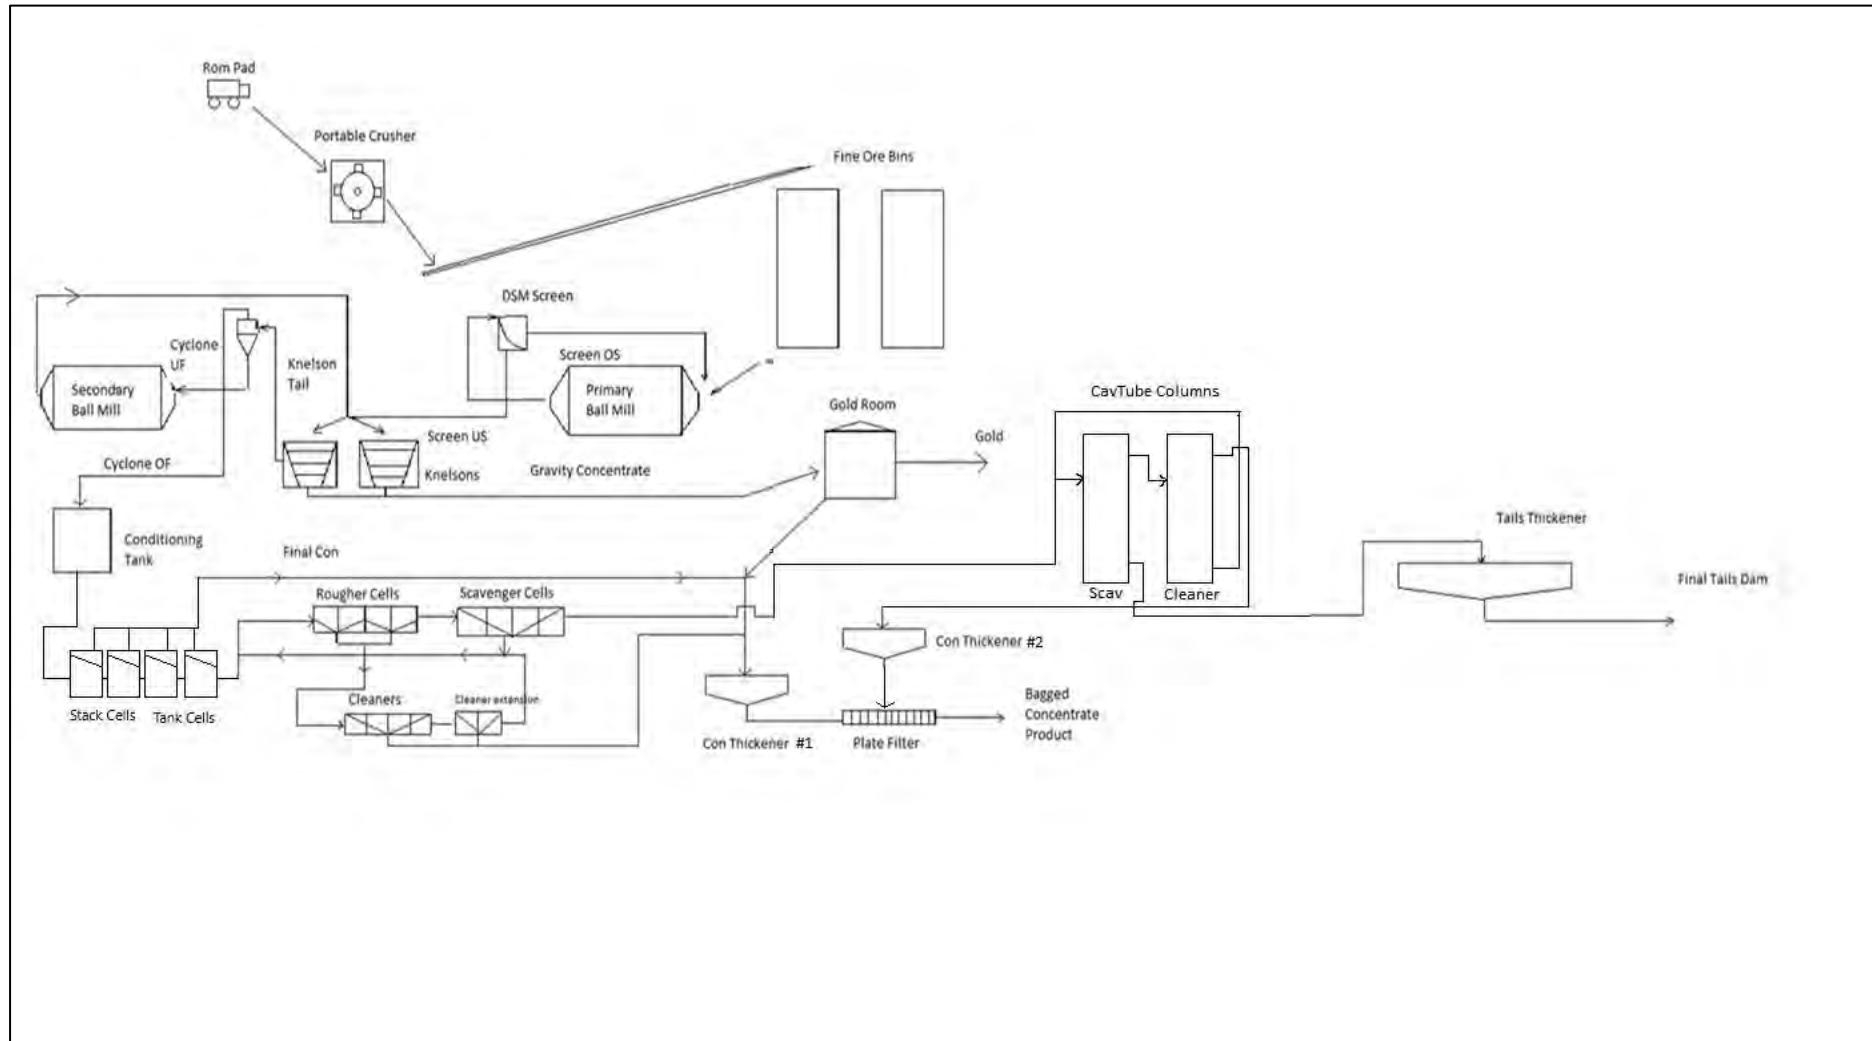 Rom Pad
Portable Crusher
Fine Ore Bins
DSM Screen
Cyclone
UF
Knelson
Tail
Screen OS
Secondary
Ball Mill
Primary
Ball Mill
CavTube Columns
Gold Room
Screen US
Gold
Cyclone OF
Gravity Concentrate
Knelsons
Tails Thickener
Conditioning
Tank
Final Con
Final Tails Dam
Rougher Cells
Scavenger Cells
Scav
Cleaner
Con Thickener #2
Cleaners
Cleaner extension
Bagged
Concentrate
Product
Stack Cells
Tank Cells
Con Thickener #1
Plate Filter